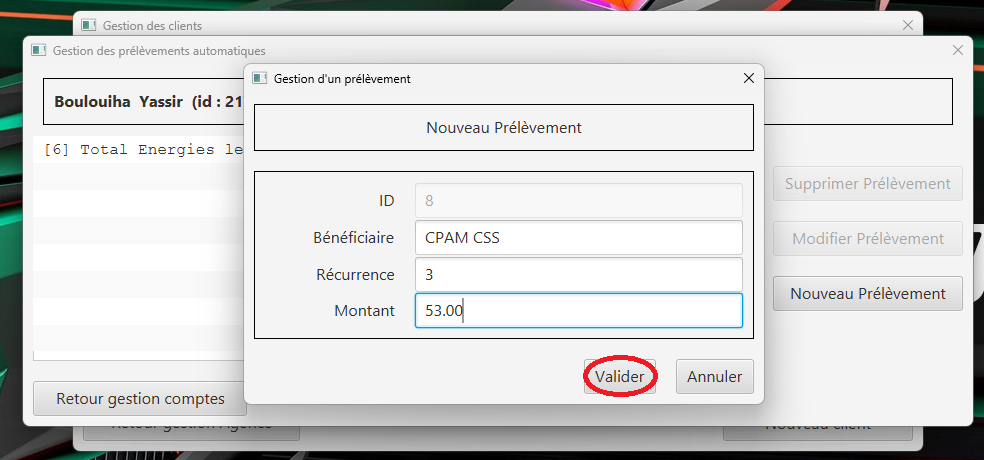 Gestion des clients
Gestion des prélèvements automatiques
Boulouiha Yassir (id : 21
[6] Total Energies le
Supprimer Prélèvement
Modifier Prélèvement
Nouveau Prélèvement
Retour gestion comptes
Gestion d'un prélèvement
Nouveau Prélèvement
ID 8
Bénéficiaire CPAM CSS
Récurrence 3
Montant 53.00
Valider Annuler
Retour gestion Agence
Nouveau client